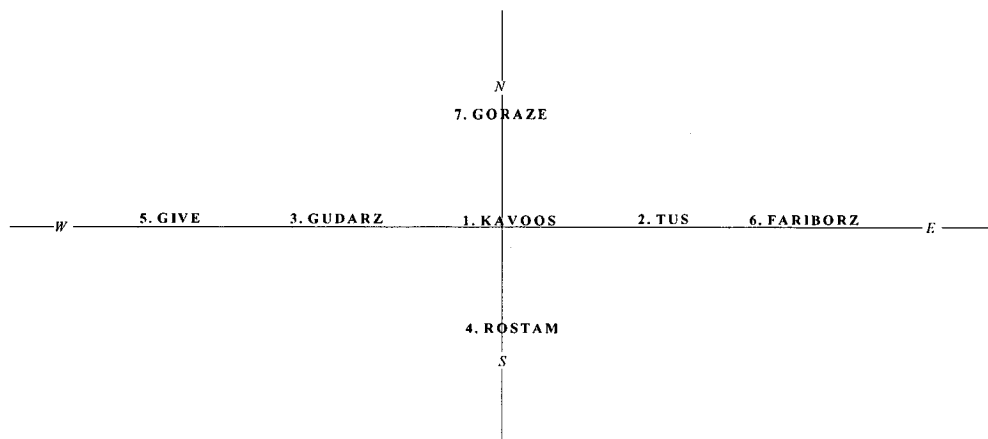 N
7. GORAZE
W 5. GIVE 3. GUDARZ 1. KAVOOS 2. TUS 6. FARIBORZ E
4. ROSTAM
S